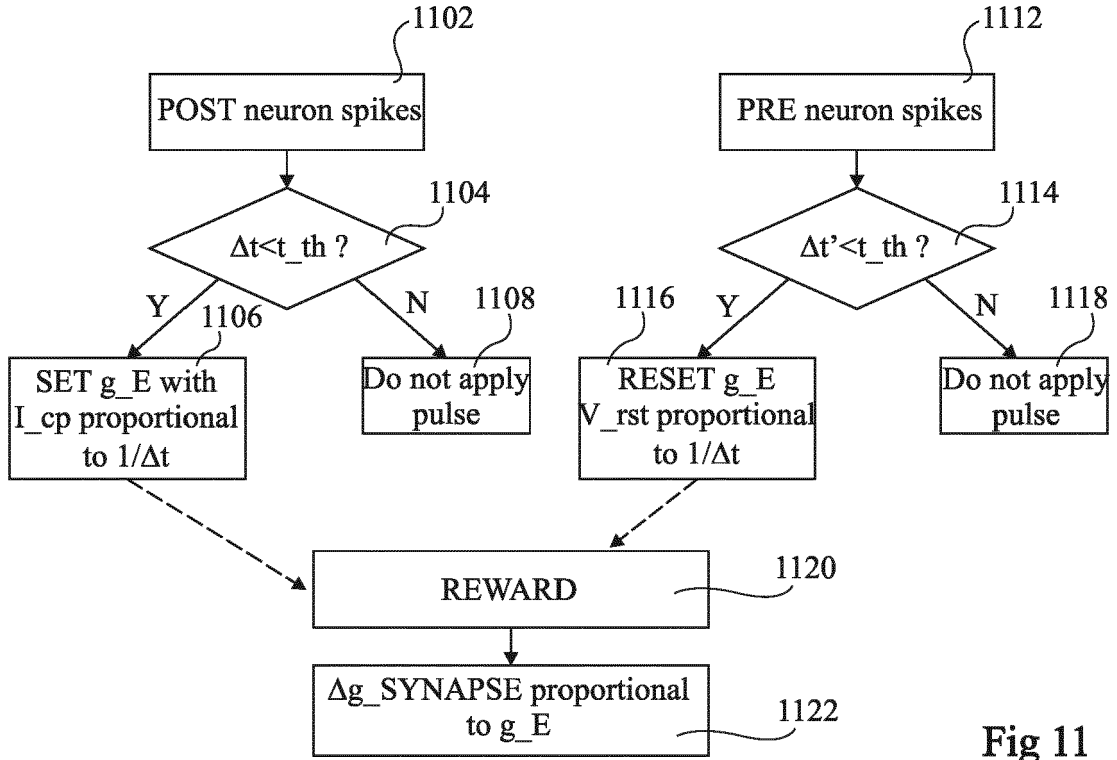 1102
1112
POST neuron spikes
PRE neuron spikes
1104
1114
Δt<t_th ?
Δt’<t_th ?
Y
N
Y
N
1106
1108
1116
1118
SET g_E with
I_cp proportional
to 1/Δt
Do not apply
pulse
RESET g_E
V_rst proportional
to 1/Δt
Do not apply
pulse
REWARD
1120
Δg_SYNAPSE proportional
to g_E
1122
Fig 11